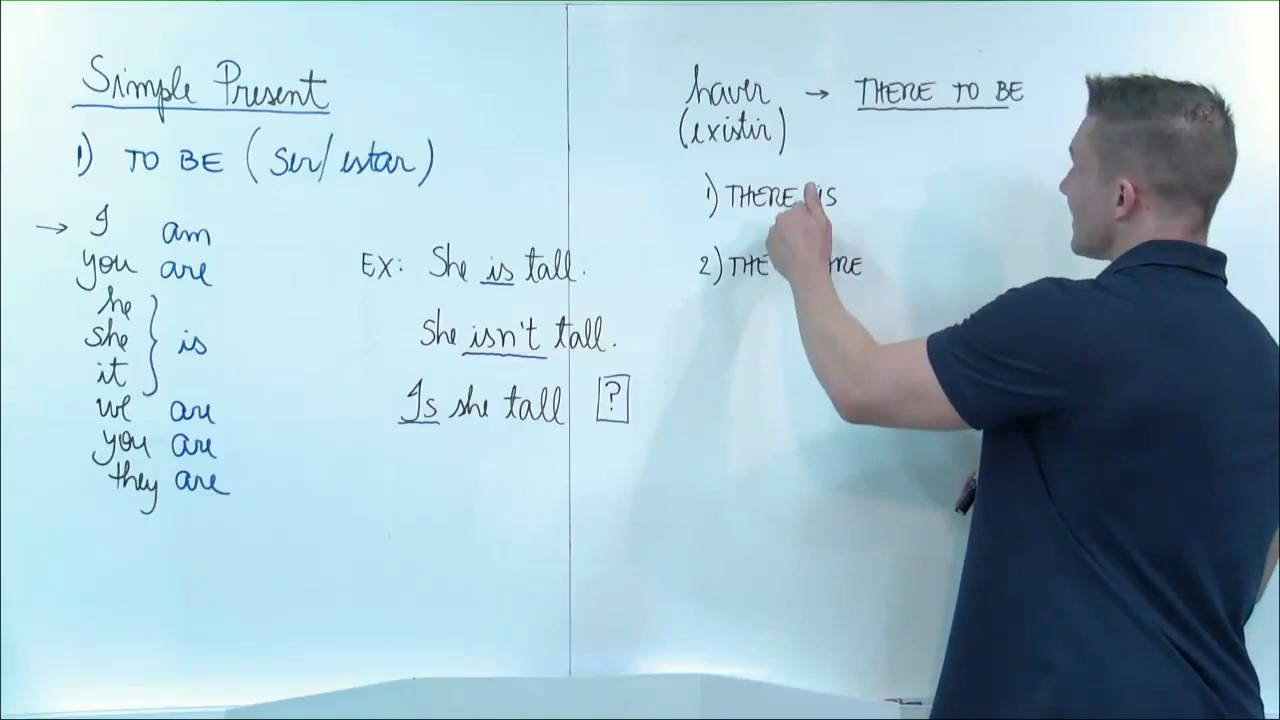 Simple Present
1) TO BE (ser/estar)
→ I am
you are
he
she } is
it
we are
you are
they are
EX: She is tall.
She isn't tall.
Is she tall ?
haver → THERE TO BE
(existir)
1) THERE IS
2)